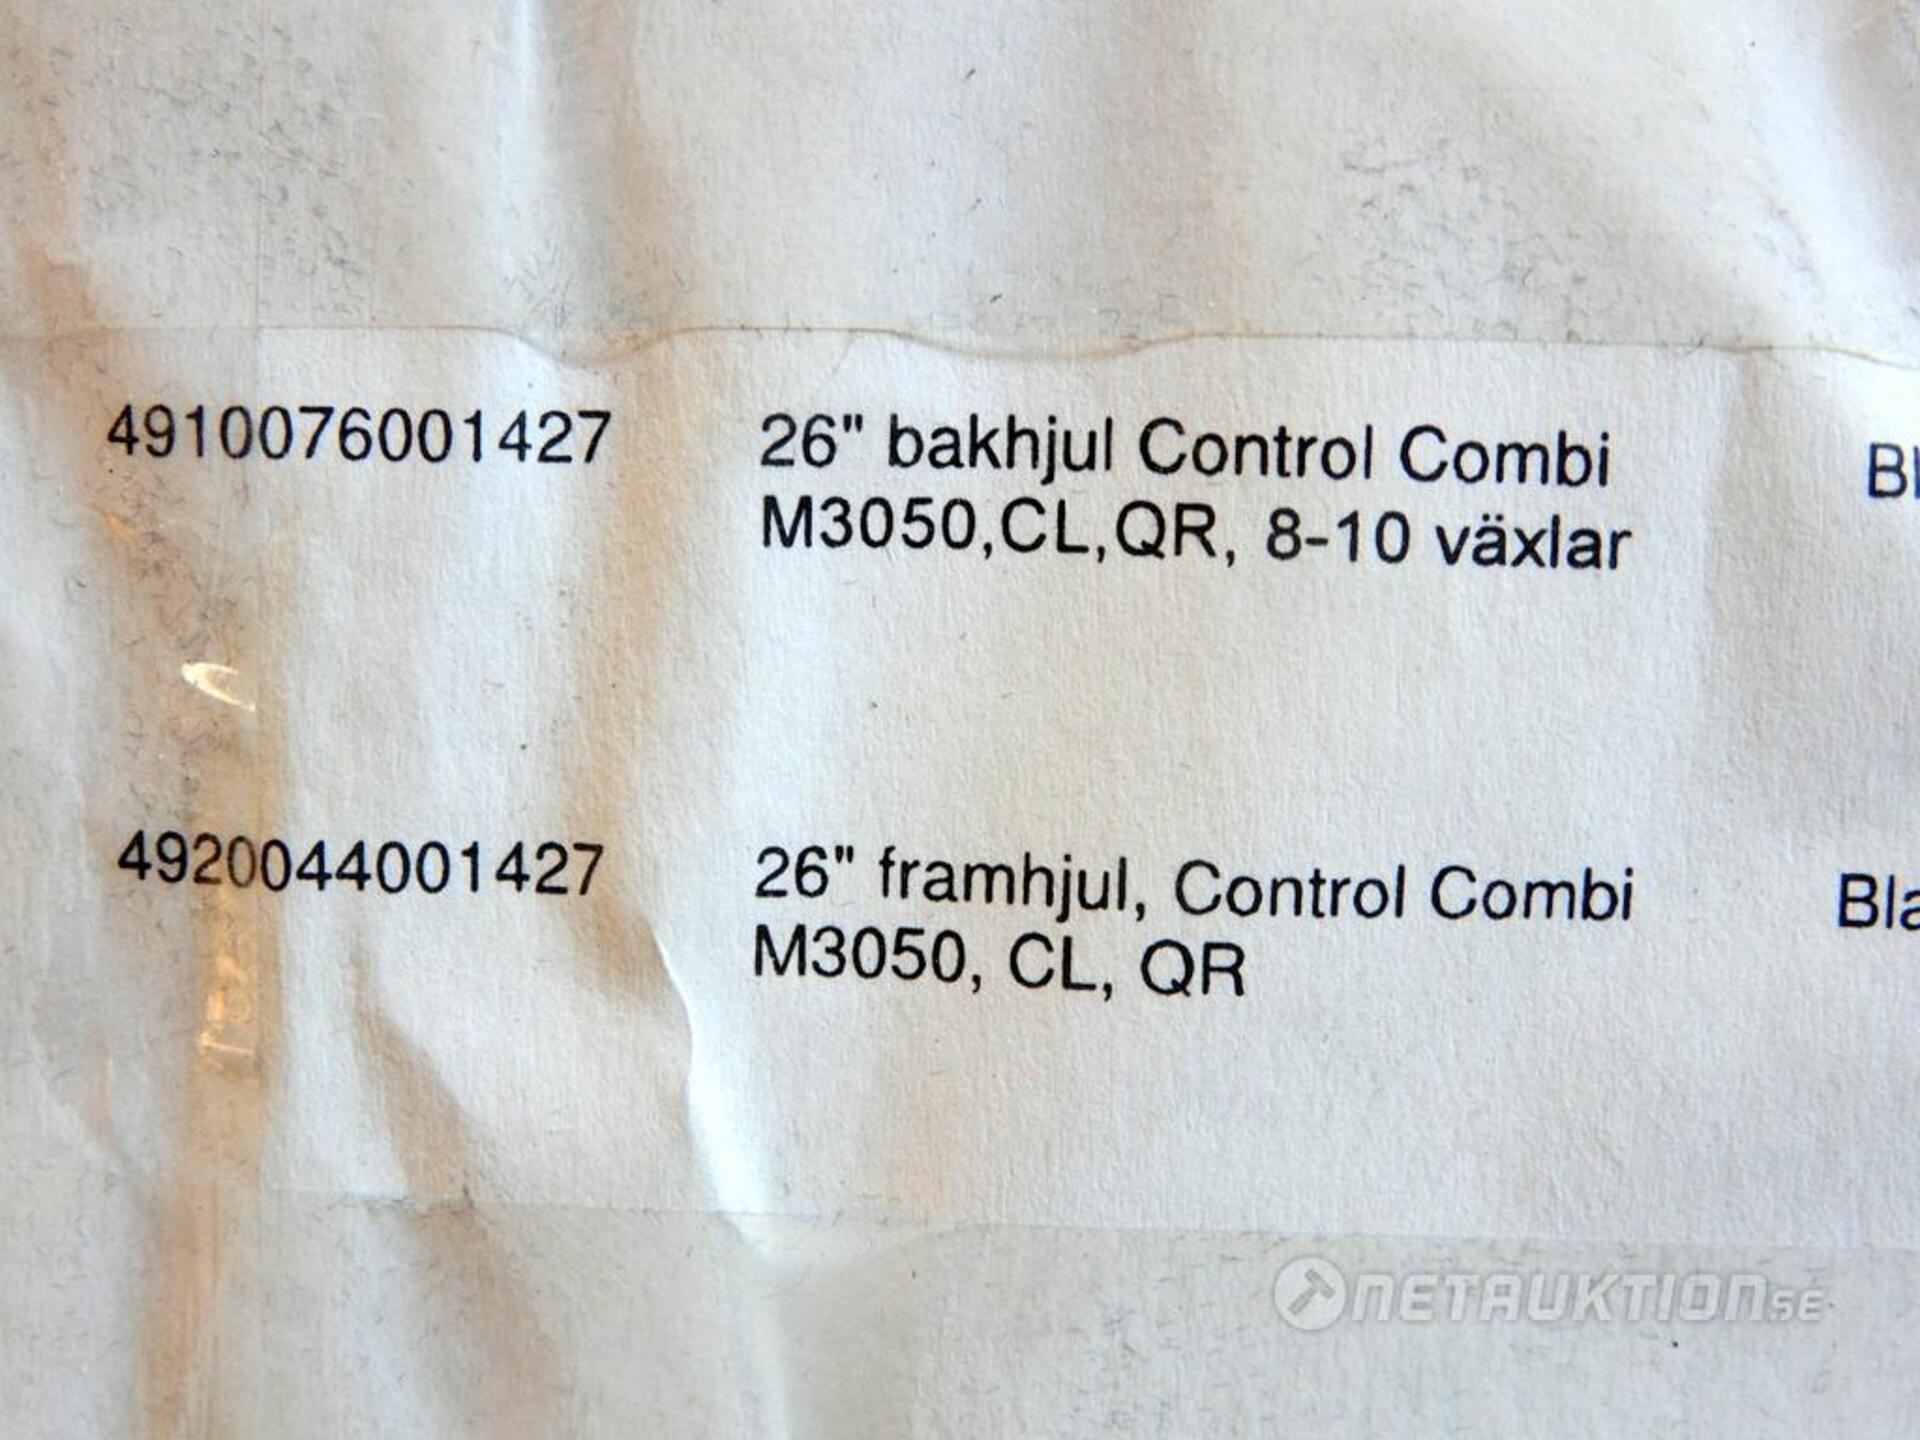 4910076001427 26" bakhjul Control Combi
M3050,CL,QR, 8-10 växlar
4920044001427 26" framhjul, Control Combi
M3050, CL, QR
NETAUKTION.SE